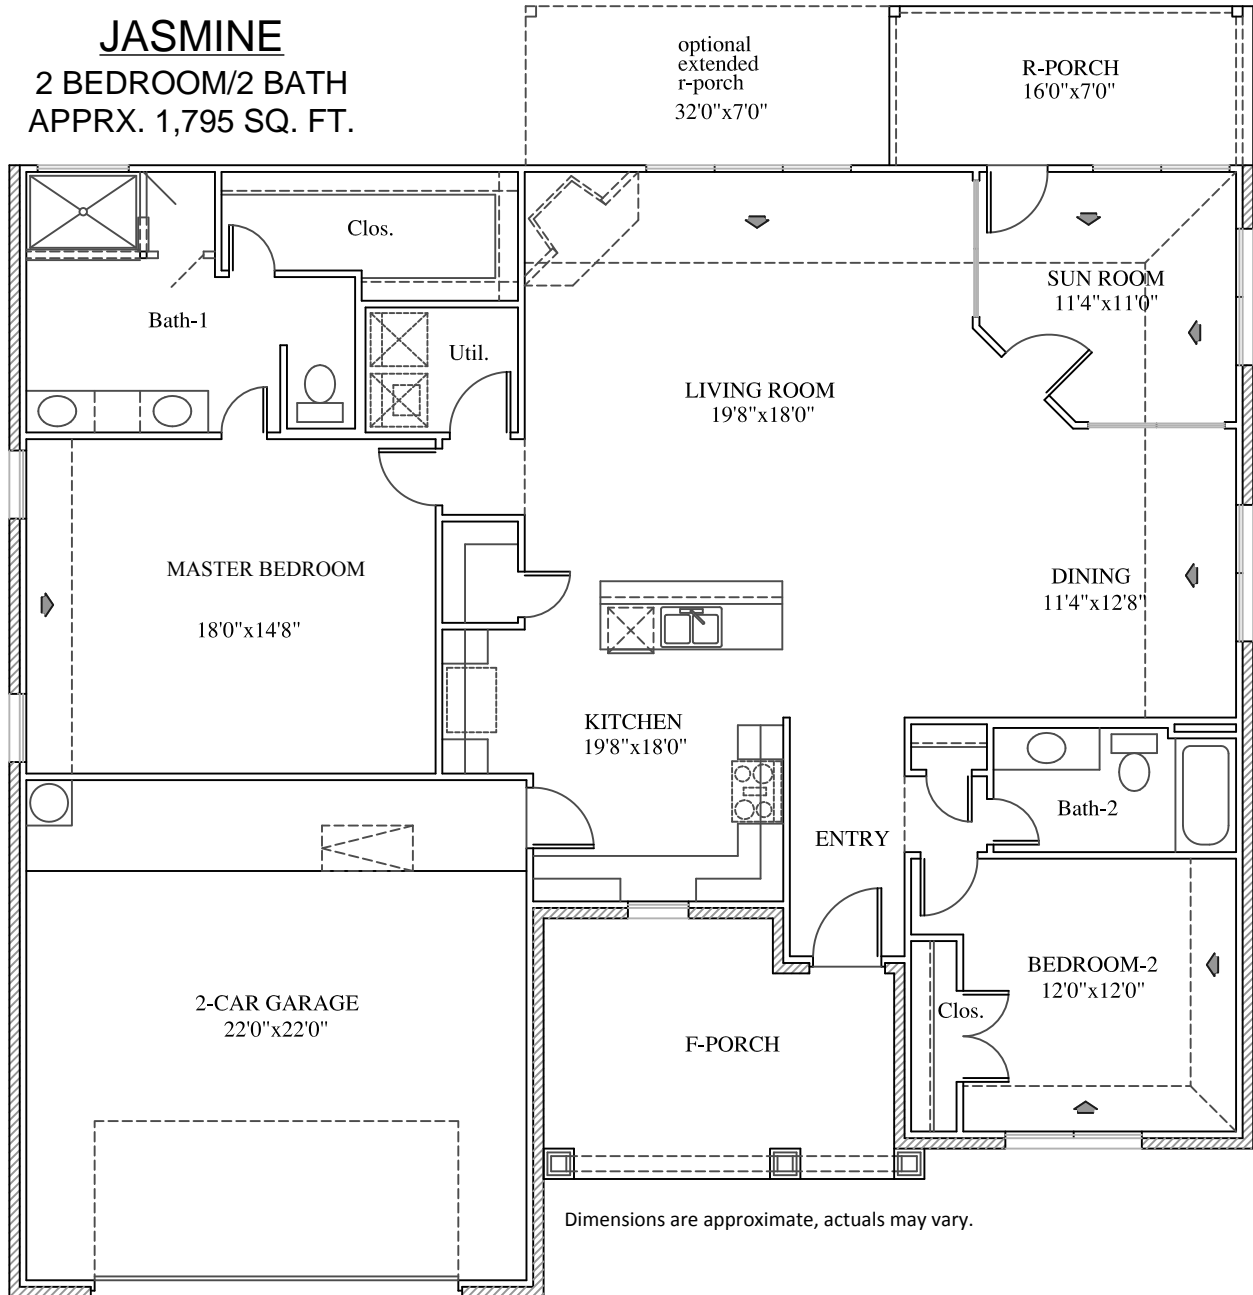 JASMINE
2 BEDROOM/2 BATH
APPRX. 1,795 SQ. FT.
optional
extended
r-porch
32'0"x7'0"
R-PORCH
16'0"x7'0"
Clos.
Bath-1
Util.
SUN ROOM
11'4"x11'0"
LIVING ROOM
19'8"x18'0"
MASTER BEDROOM
18'0"x14'8"
DINING
11'4"x12'8"
KITCHEN
19'8"x18'0"
Bath-2
ENTRY
2-CAR GARAGE
22'0"x22'0"
F-PORCH
BEDROOM-2
12'0"x12'0"
Clos.
Dimensions are approximate, actuals may vary.